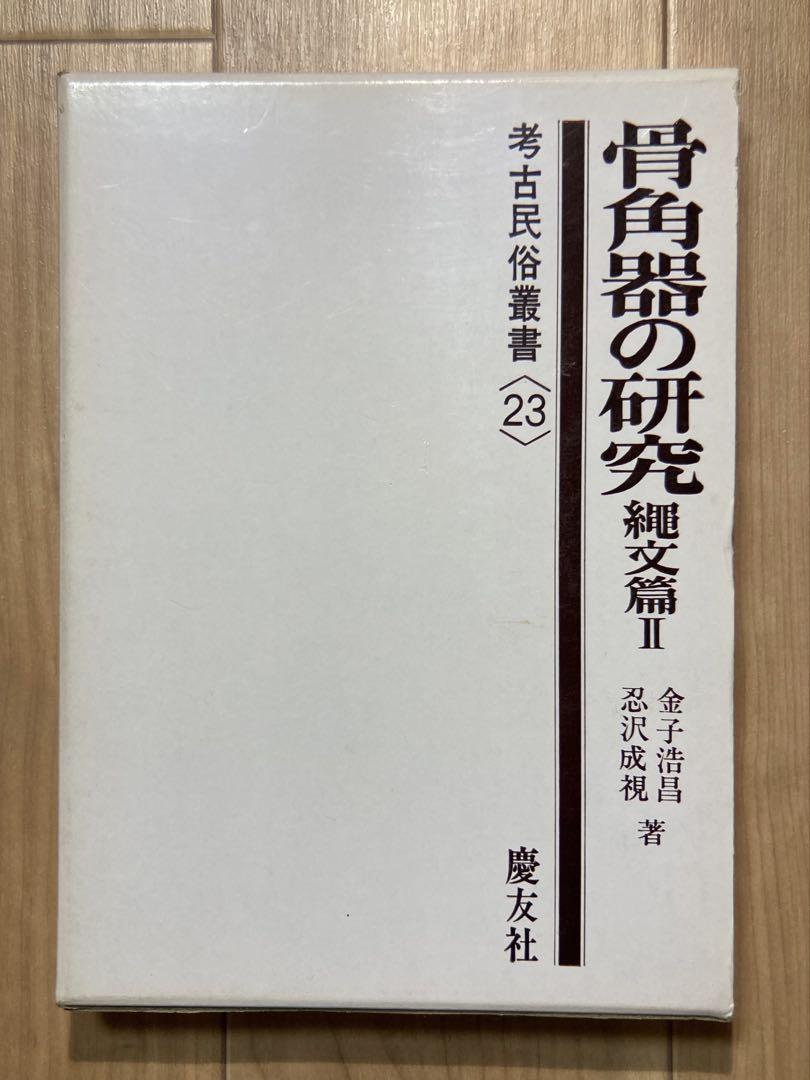 骨角器の研究 縄文篇Ⅱ
金子浩昌
忍沢成視
著
考古民俗叢書〈23〉
慶友社